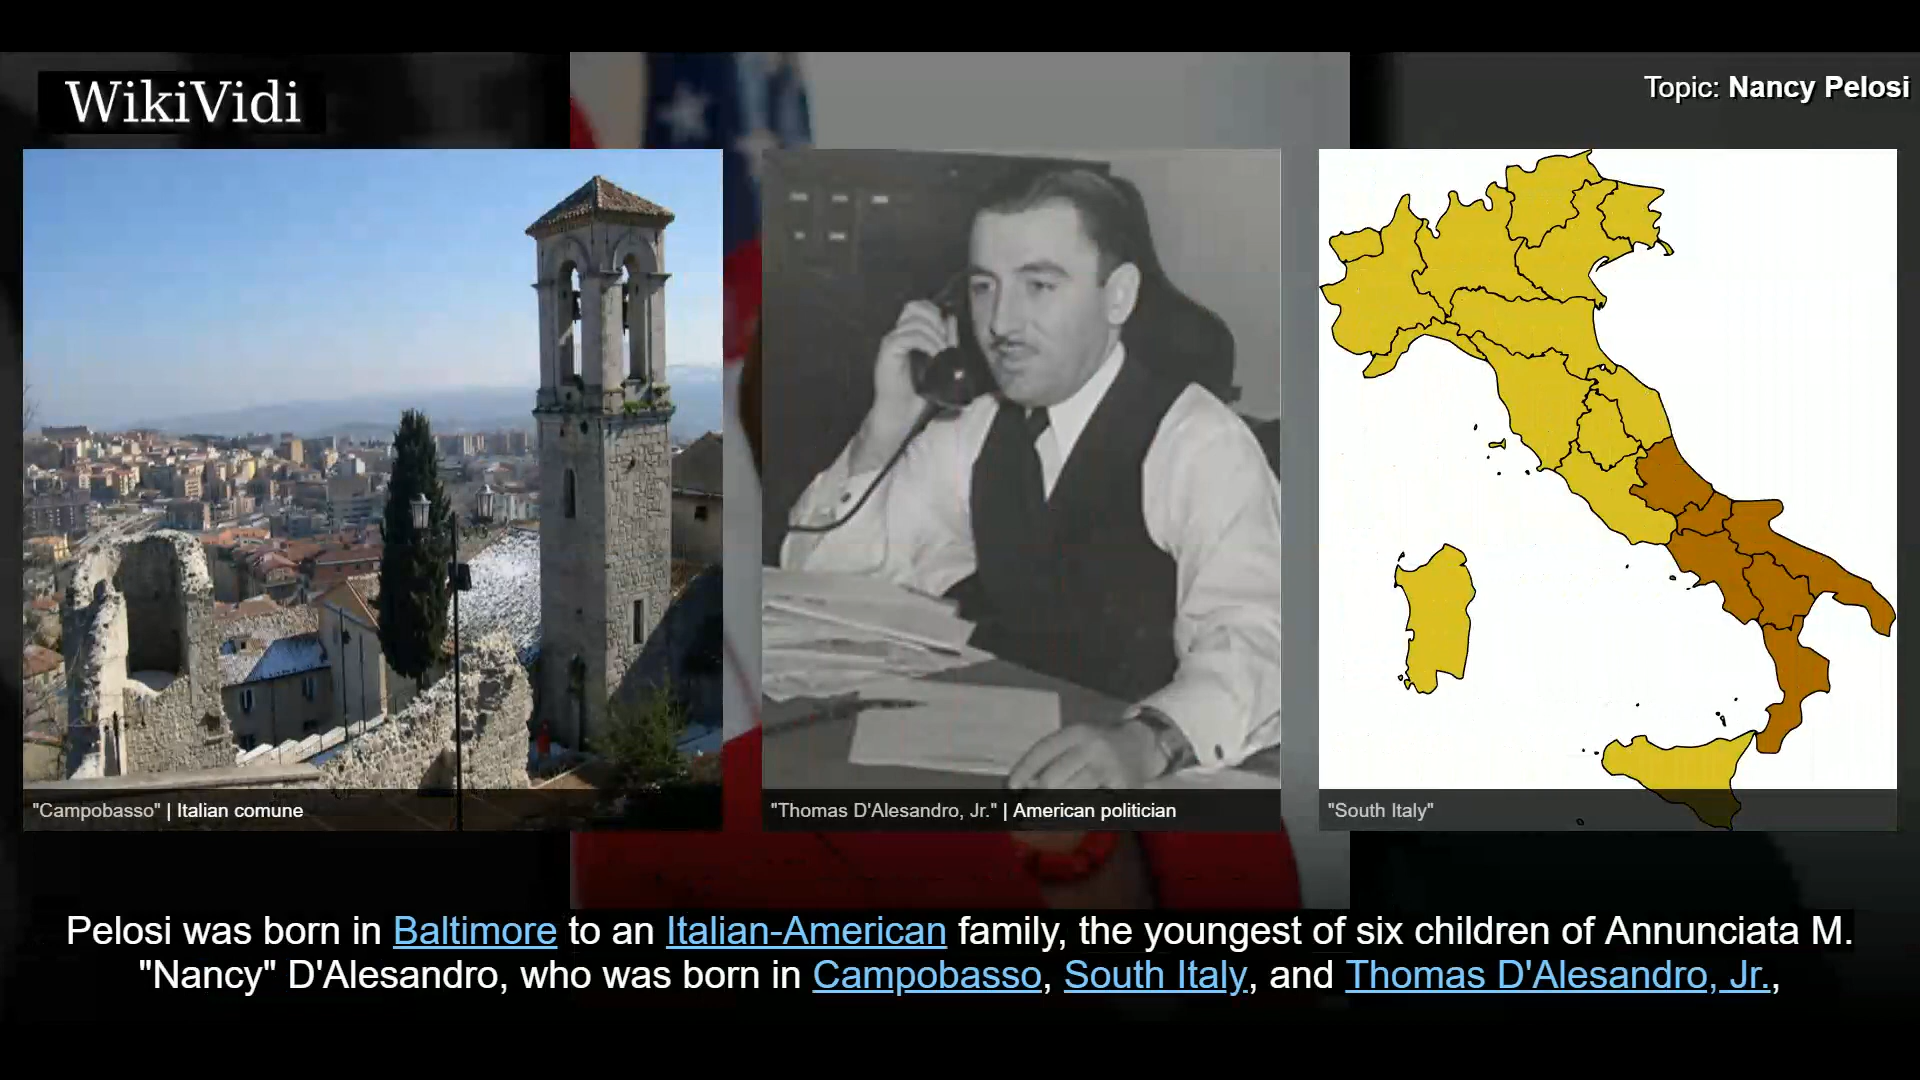 WikiVidi
Topic: Nancy Pelosi
"Campobasso" | Italian comune
"Thomas D'Alesandro, Jr." | American politician
"South Italy"
Pelosi was born in Baltimore to an Italian-American family, the youngest of six children of Annunciata M.
"Nancy" D'Alesandro, who was born in Campobasso, South Italy, and Thomas D'Alesandro, Jr.,